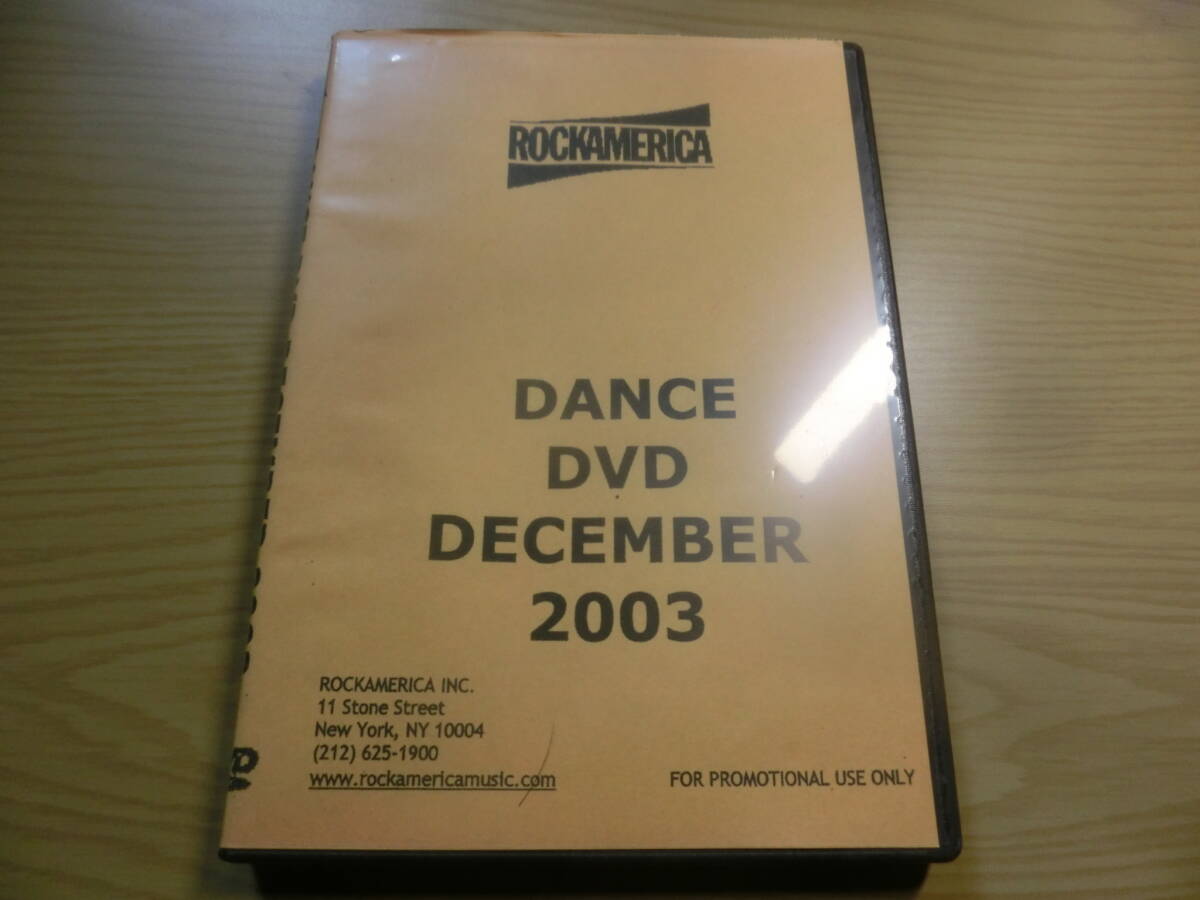 ROCKAMERICA
DANCE
DVD
DECEMBER
2003
ROCKAMERICA INC.
11 Stone Street
New York, NY 10004
(212) 625-1900
www.rockamericamusic.com
FOR PROMOTIONAL USE ONLY